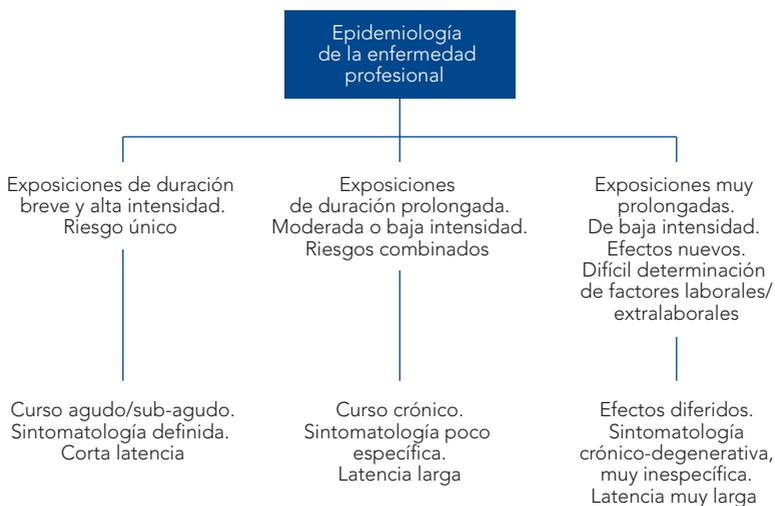 Epidemiología
de la enfermedad
profesional
Exposiciones de duración
breve y alta intensidad.
Riesgo único
Exposiciones
de duración prolongada.
Moderada o baja intensidad.
Riesgos combinados
Exposiciones muy
prolongadas.
De baja intensidad.
Efectos nuevos.
Difícil determinación
de factores laborales/
extralaborales
Curso agudo/sub-agudo.
Sintomatología definida.
Corta latencia
Curso crónico.
Sintomatología poco
específica.
Latencia larga
Efectos diferidos.
Sintomatología
crónico-degenerativa,
muy inespecífica.
Latencia muy larga